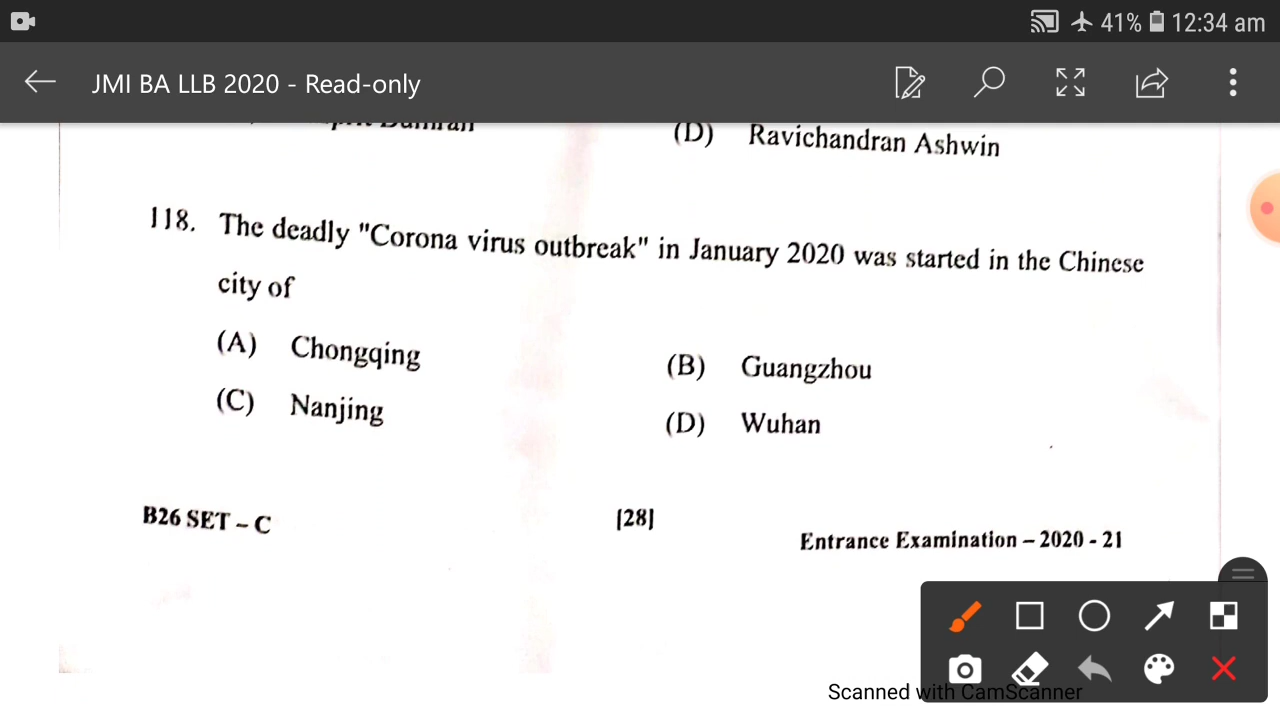 41% 12:34 am
JMI BA LLB 2020 - Read-only
(D) Ravichandran Ashwin
118. The deadly "Corona virus outbreak" in January 2020 was started in the Chinese
city of
(A) Chongqing
(B) Guangzhou
(C) Nanjing
(D) Wuhan
B26 SET – C
[28]
Entrance Examination – 2020 - 21
Scanned with CamScanner